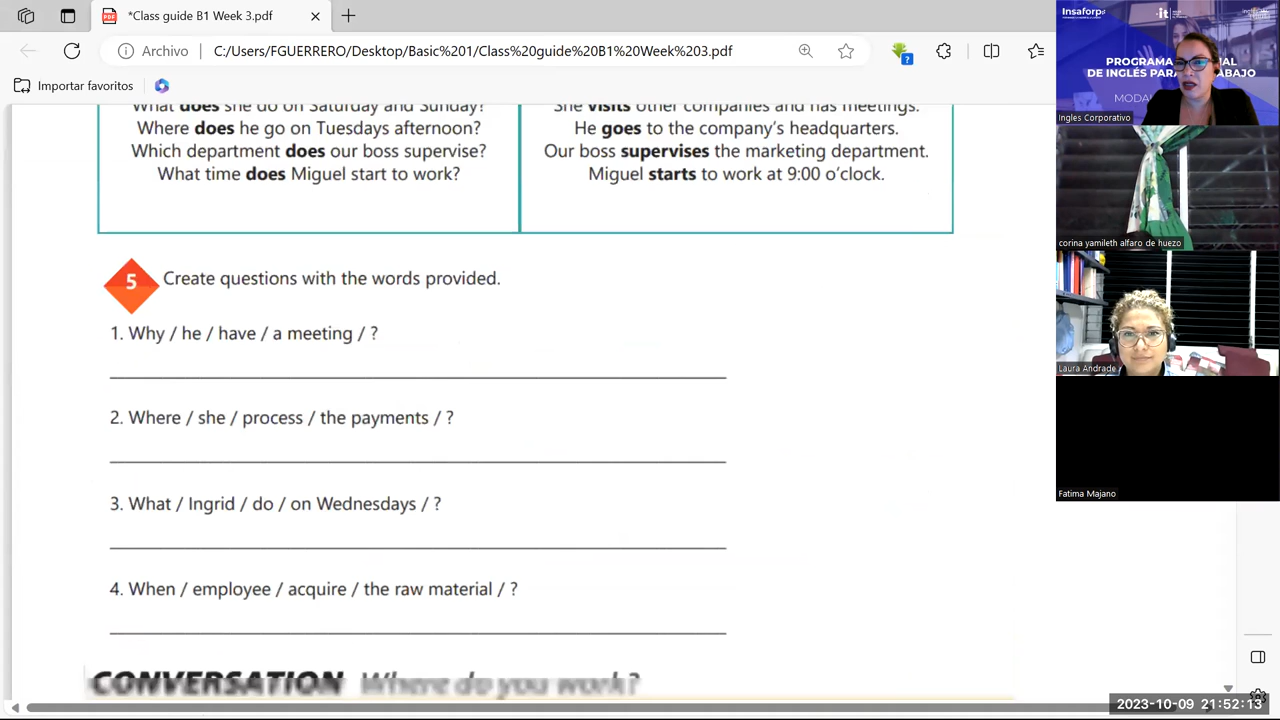 *Class guide B1 Week 3.pdf
Archivo
C:/Users/FGUERRERO/Desktop/Basic%201/Class%20guide%20B1%20Week%203.pdf
Importar favoritos
What does she do on Saturday and Sunday?
Where does he go on Tuesdays afternoon?
Which department does our boss supervise?
What time does Miguel start to work?
She visits other companies and has meetings.
He goes to the company's headquarters.
Our boss supervises the marketing department.
Miguel starts to work at 9:00 o'clock.
5 Create questions with the words provided.
1. Why / he / have / a meeting / ?
2. Where / she / process / the payments / ?
3. What / Ingrid / do / on Wednesdays / ?
4. When / employee / acquire / the raw material / ?
CONVERSATION Where do you work?
Insaforp
PROGRAMA
DE INGLÉS PARA
Ingles Corporativo
corina yamileth alfaro de huezo
Laura Andrade
Fatima Majano
2023-10-09 21:52:13